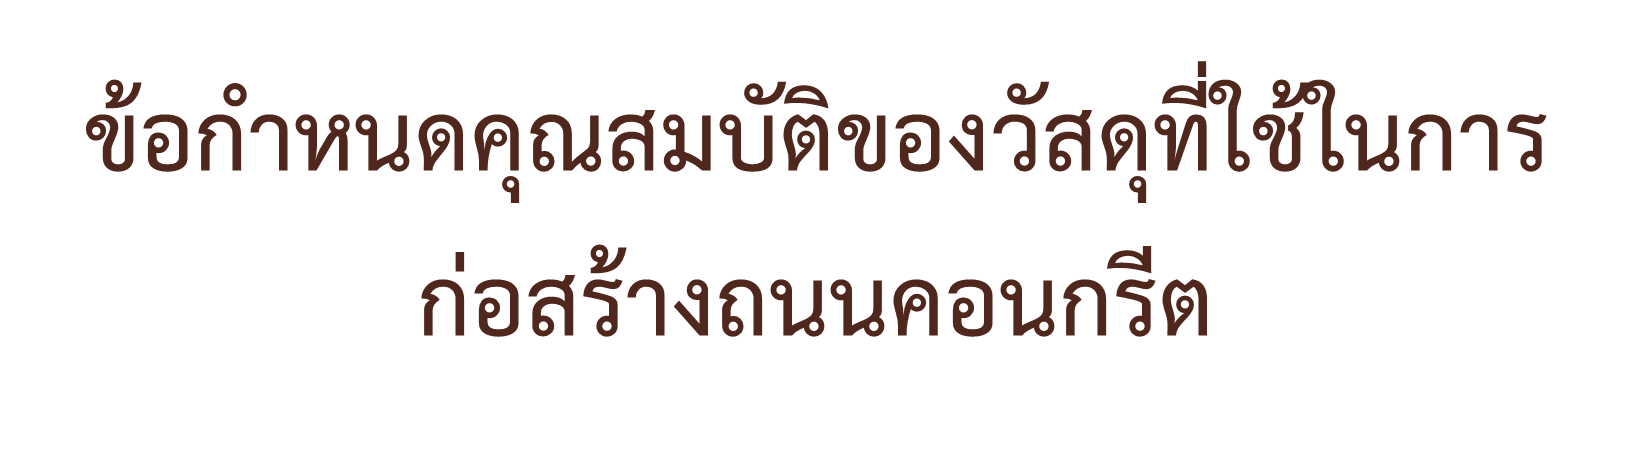 ข้อกำหนดคุณสมบัติของวัสดุที่ใช้ในการ
ก่อสร้างถนนคอนกรีต